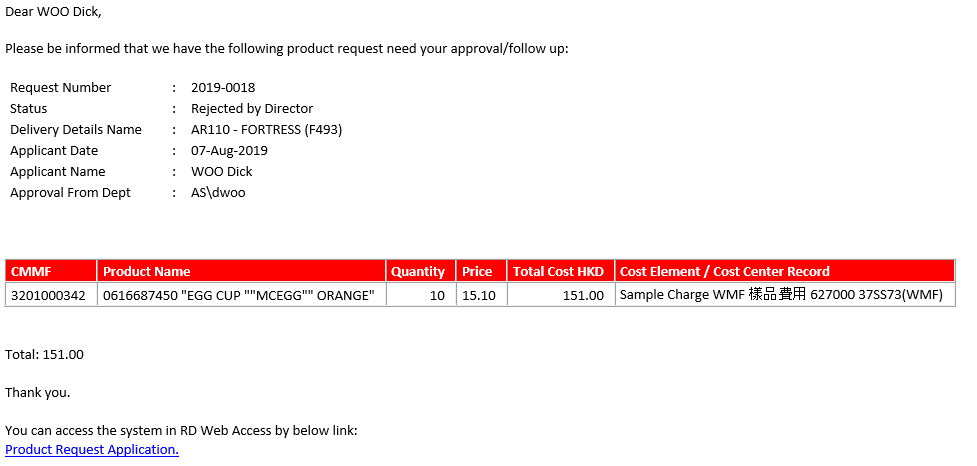 Dear WOO Dick,
Please be informed that we have the following product request need your approval/follow up:
Request Number : 2019-0018
Status : Rejected by Director
Delivery Details Name : AR110 - FORTRESS (F493)
Applicant Date : 07-Aug-2019
Applicant Name : WOO Dick
Approval From Dept : AS\dwoo
CMMF Product Name Quantity Price Total Cost HKD Cost Element / Cost Center Record
3201000342 0616687450 "EGG CUP ""MCEGG"" ORANGE" 10 15.10 151.00 Sample Charge WMF 樣品費用 627000 37SS73(WMF)
Total: 151.00
Thank you.
You can access the system in RD Web Access by below link:
Product Request Application.